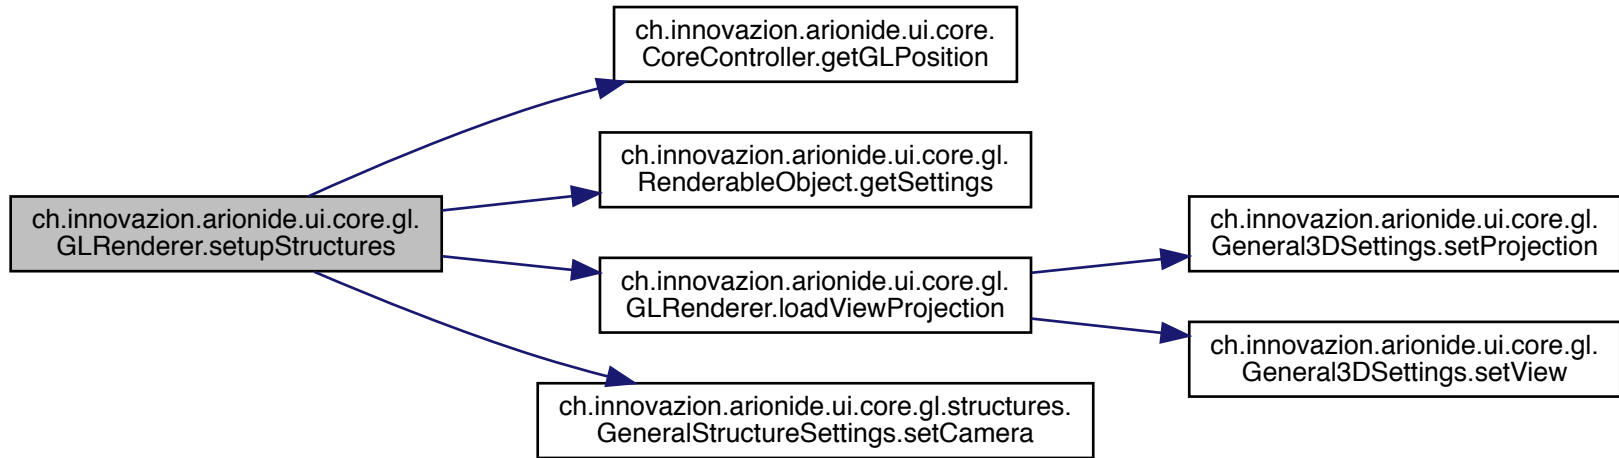 ch.innovazion.arionide.ui.core.gl.
GLRenderer.setupStructures
ch.innovazion.arionide.ui.core.
CoreController.getGLPosition
ch.innovazion.arionide.ui.core.gl.
RenderableObject.getSettings
ch.innovazion.arionide.ui.core.gl.
GLRenderer.loadViewProjection
ch.innovazion.arionide.ui.core.gl.
General3DSettings.setProjection
ch.innovazion.arionide.ui.core.gl.
General3DSettings.setView
ch.innovazion.arionide.ui.core.gl.structures.
GeneralStructureSettings.setCamera